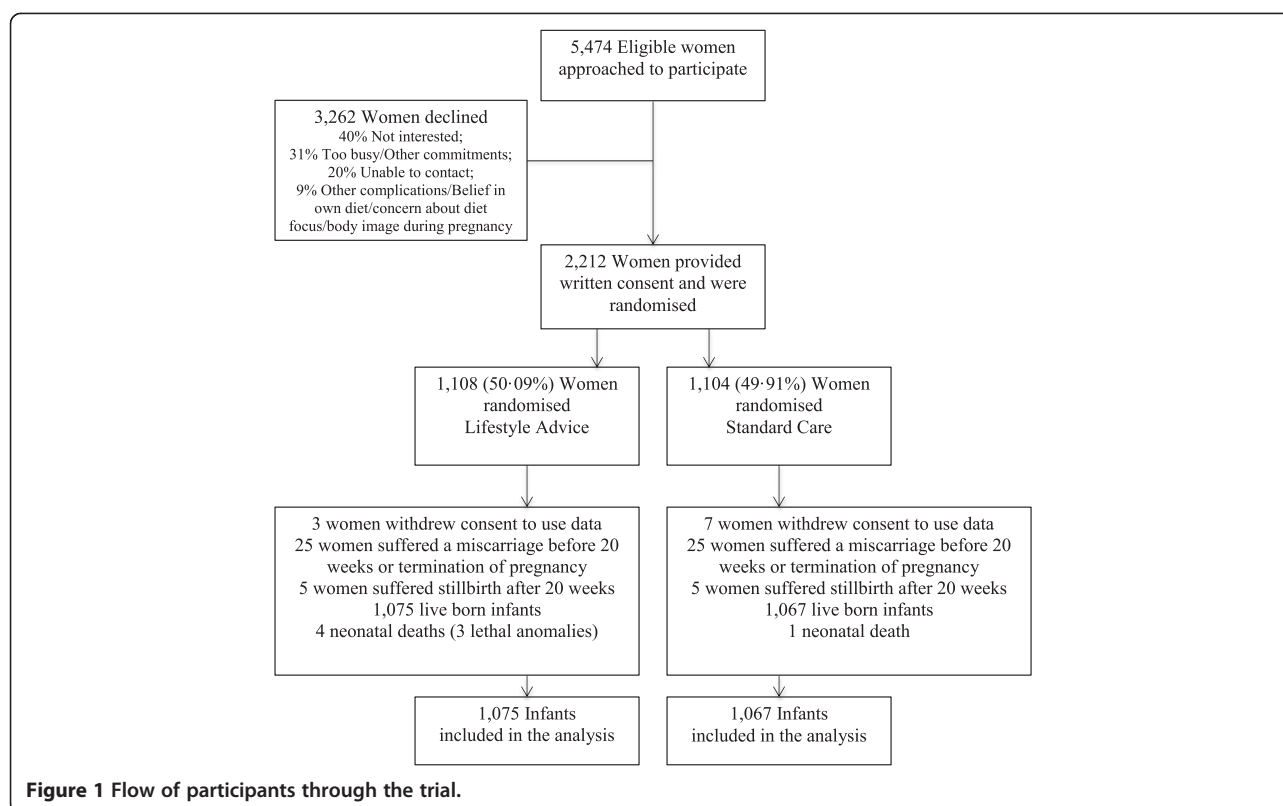 5,474 Eligible women
approached to participate
3,262 Women declined
40% Not interested;
31% Too busy/Other commitments;
20% Unable to contact;
9% Other complications/Belief in
own diet/concern about diet
focus/body image during pregnancy
2,212 Women provided
written consent and were
randomised
1,108 (50·09%) Women
randomised
Lifestyle Advice
1,104 (49·91%) Women
randomised
Standard Care
3 women withdrew consent to use data
25 women suffered a miscarriage before 20
weeks or termination of pregnancy
5 women suffered stillbirth after 20 weeks
1,075 live born infants
4 neonatal deaths (3 lethal anomalies)
7 women withdrew consent to use data
25 women suffered a miscarriage before 20
weeks or termination of pregnancy
5 women suffered stillbirth after 20 weeks
1,067 live born infants
1 neonatal death
1,075 Infants
included in the analysis
1,067 Infants
included in the analysis
Figure 1 Flow of participants through the trial.